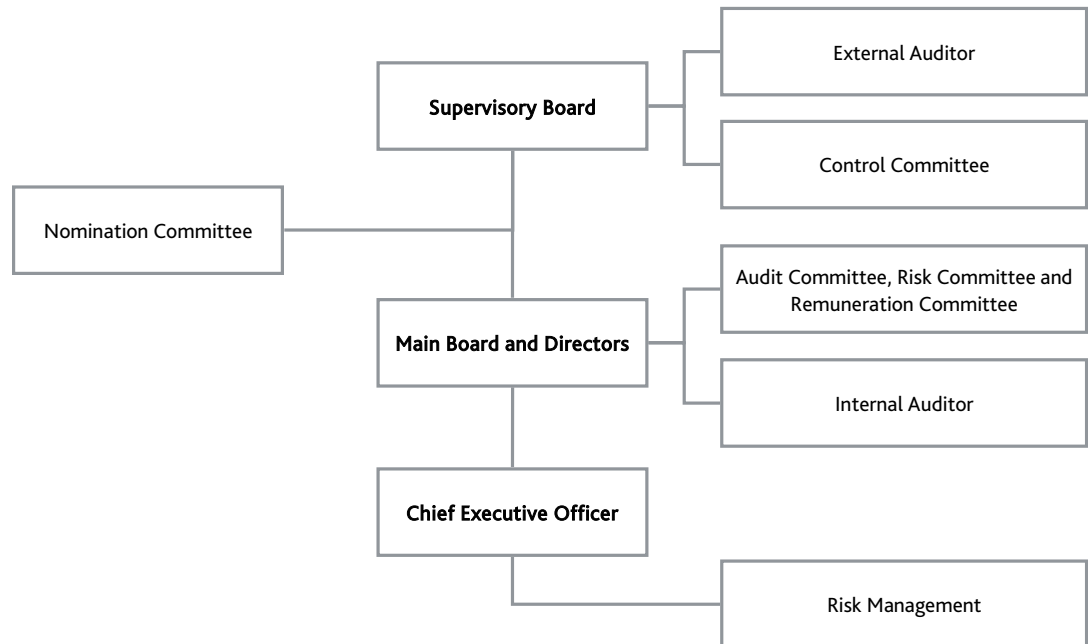 External Auditor
Supervisory Board
Control Committee
Nomination Committee
Audit Committee, Risk Committee and
Remuneration Committee
Main Board and Directors
Internal Auditor
Chief Executive Officer
Risk Management